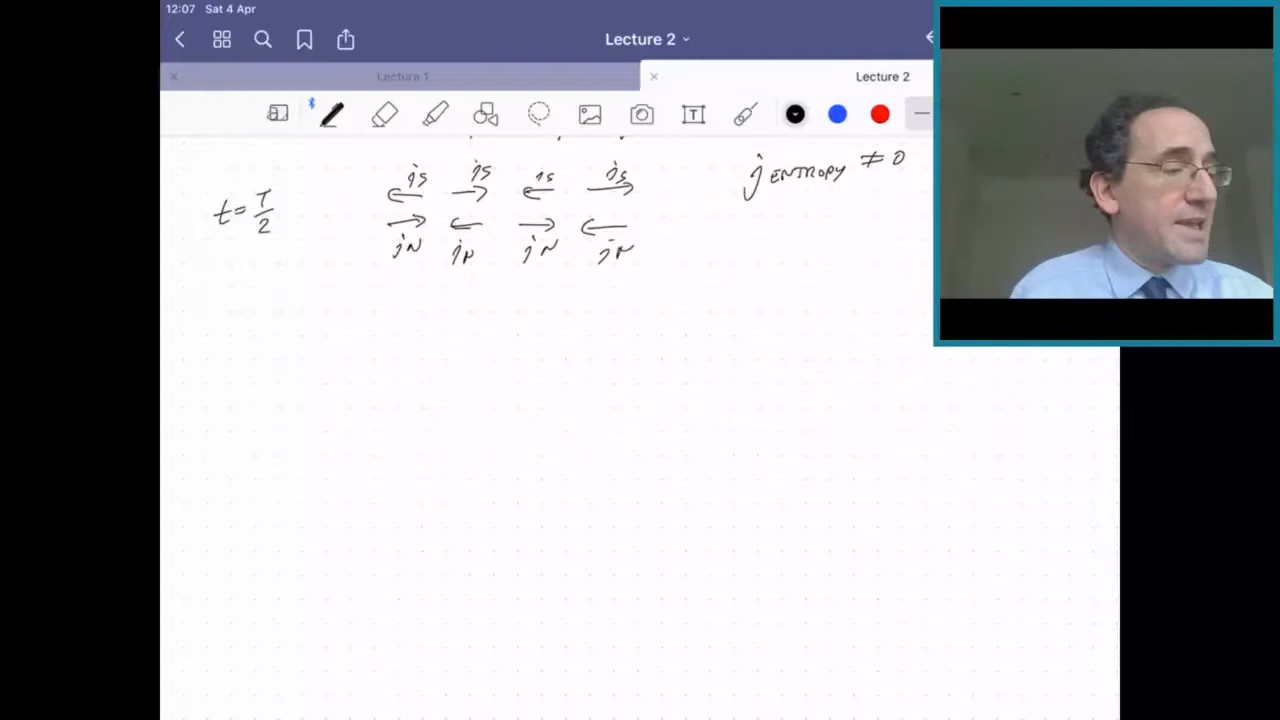 12:07 Sat 4 Apr
Lecture 2
Lecture 1
Lecture 2
T
js js js js j ENTROPY ≠ 0
t = T/2
jN jN jN jN